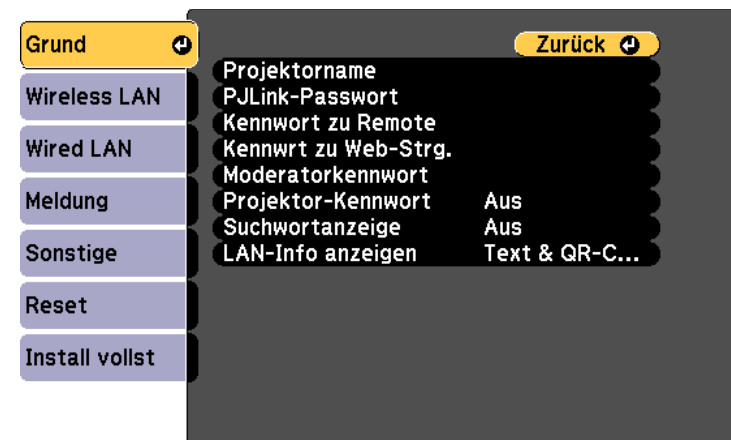 Grund
Wireless LAN
Wired LAN
Meldung
Sonstige
Reset
Install vollst
Zurück
Projektorname
PJLink-Passwort
Kennwort zu Remote
Kennwrt zu Web-Strg.
Moderatorkennwort
Projektor-Kennwort Aus
Suchwortanzeige Aus
LAN-Info anzeigen Text & QR-C...